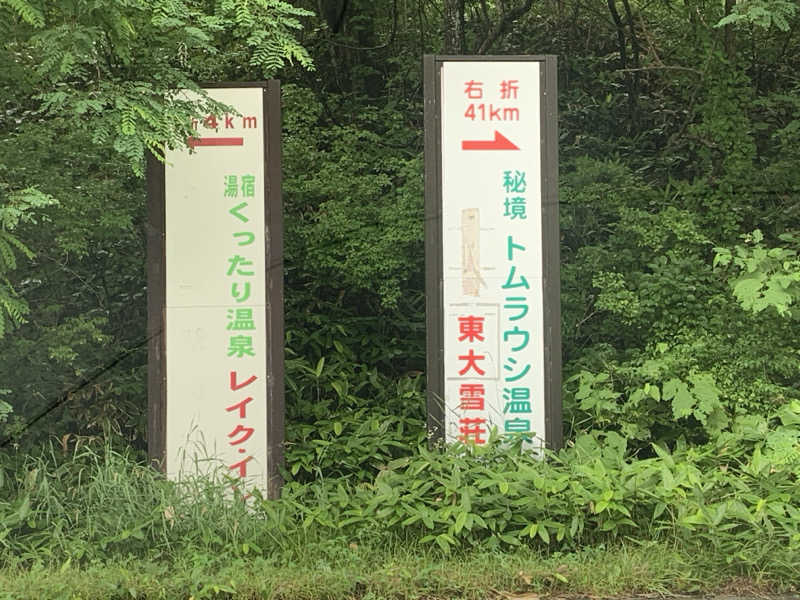 4km
湯宿
くったり温泉
レイク・イン
右折
41km
秘境 トムラウシ温泉
東大雪荘